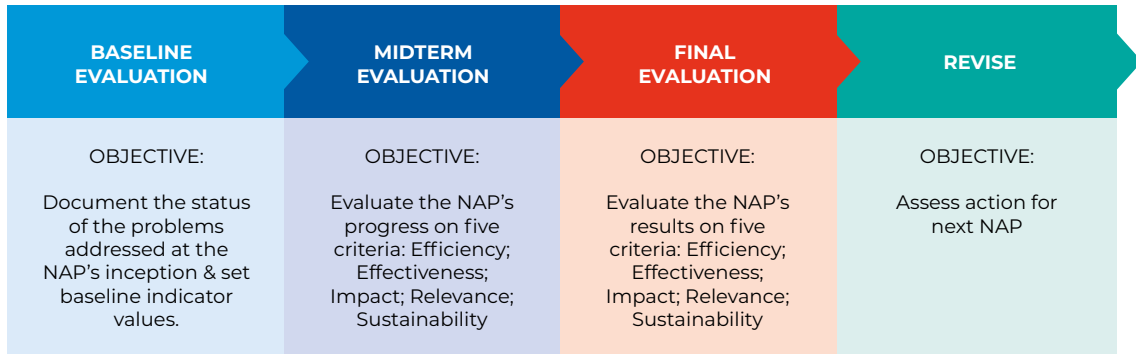 BASELINE
EVALUATION
MIDTERM
EVALUATION
FINAL
EVALUATION
REVISE
OBJECTIVE:
Document the status
of the problems
addressed at the
NAP’s inception & set
baseline indicator
values.
OBJECTIVE:
Evaluate the NAP’s
progress on five
criteria: Efficiency;
Effectiveness;
Impact; Relevance;
Sustainability
OBJECTIVE:
Evaluate the NAP’s
results on five
criteria: Efficiency;
Effectiveness;
Impact; Relevance;
Sustainability
OBJECTIVE:
Assess action for
next NAP